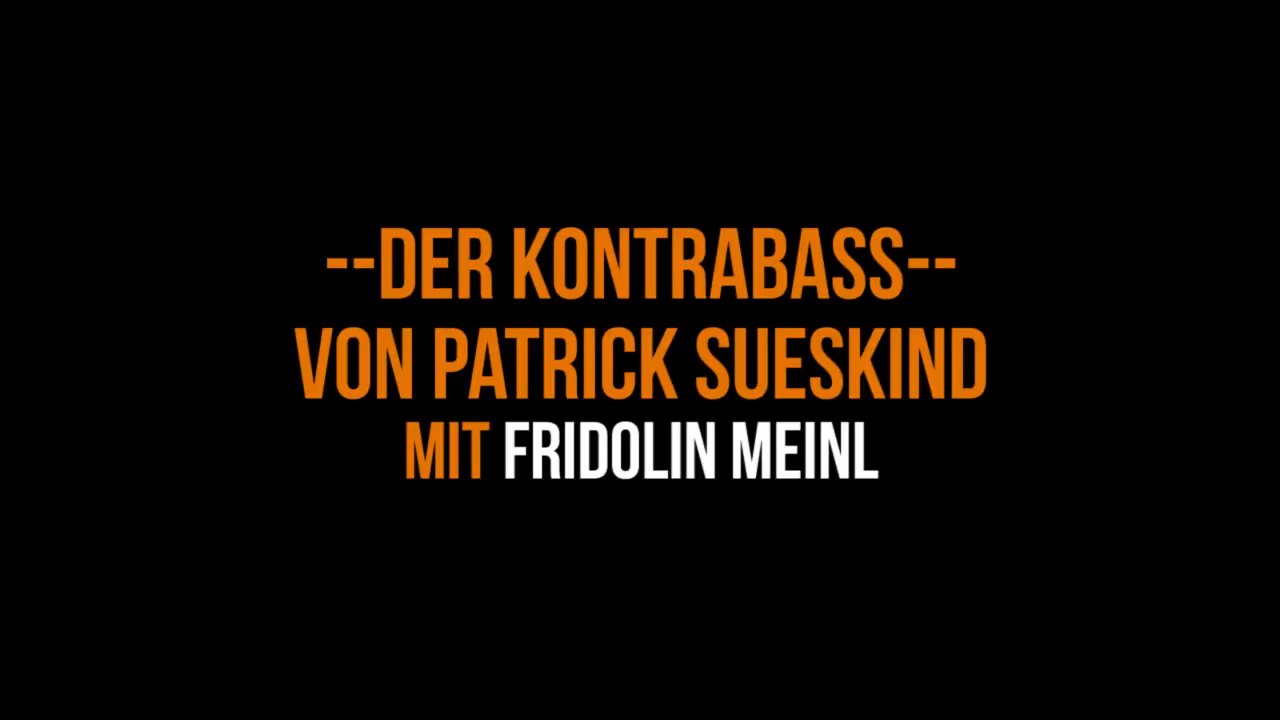 --DER KONTRABASS--
VON PATRICK SUESKIND
MIT FRIDOLIN MEINL